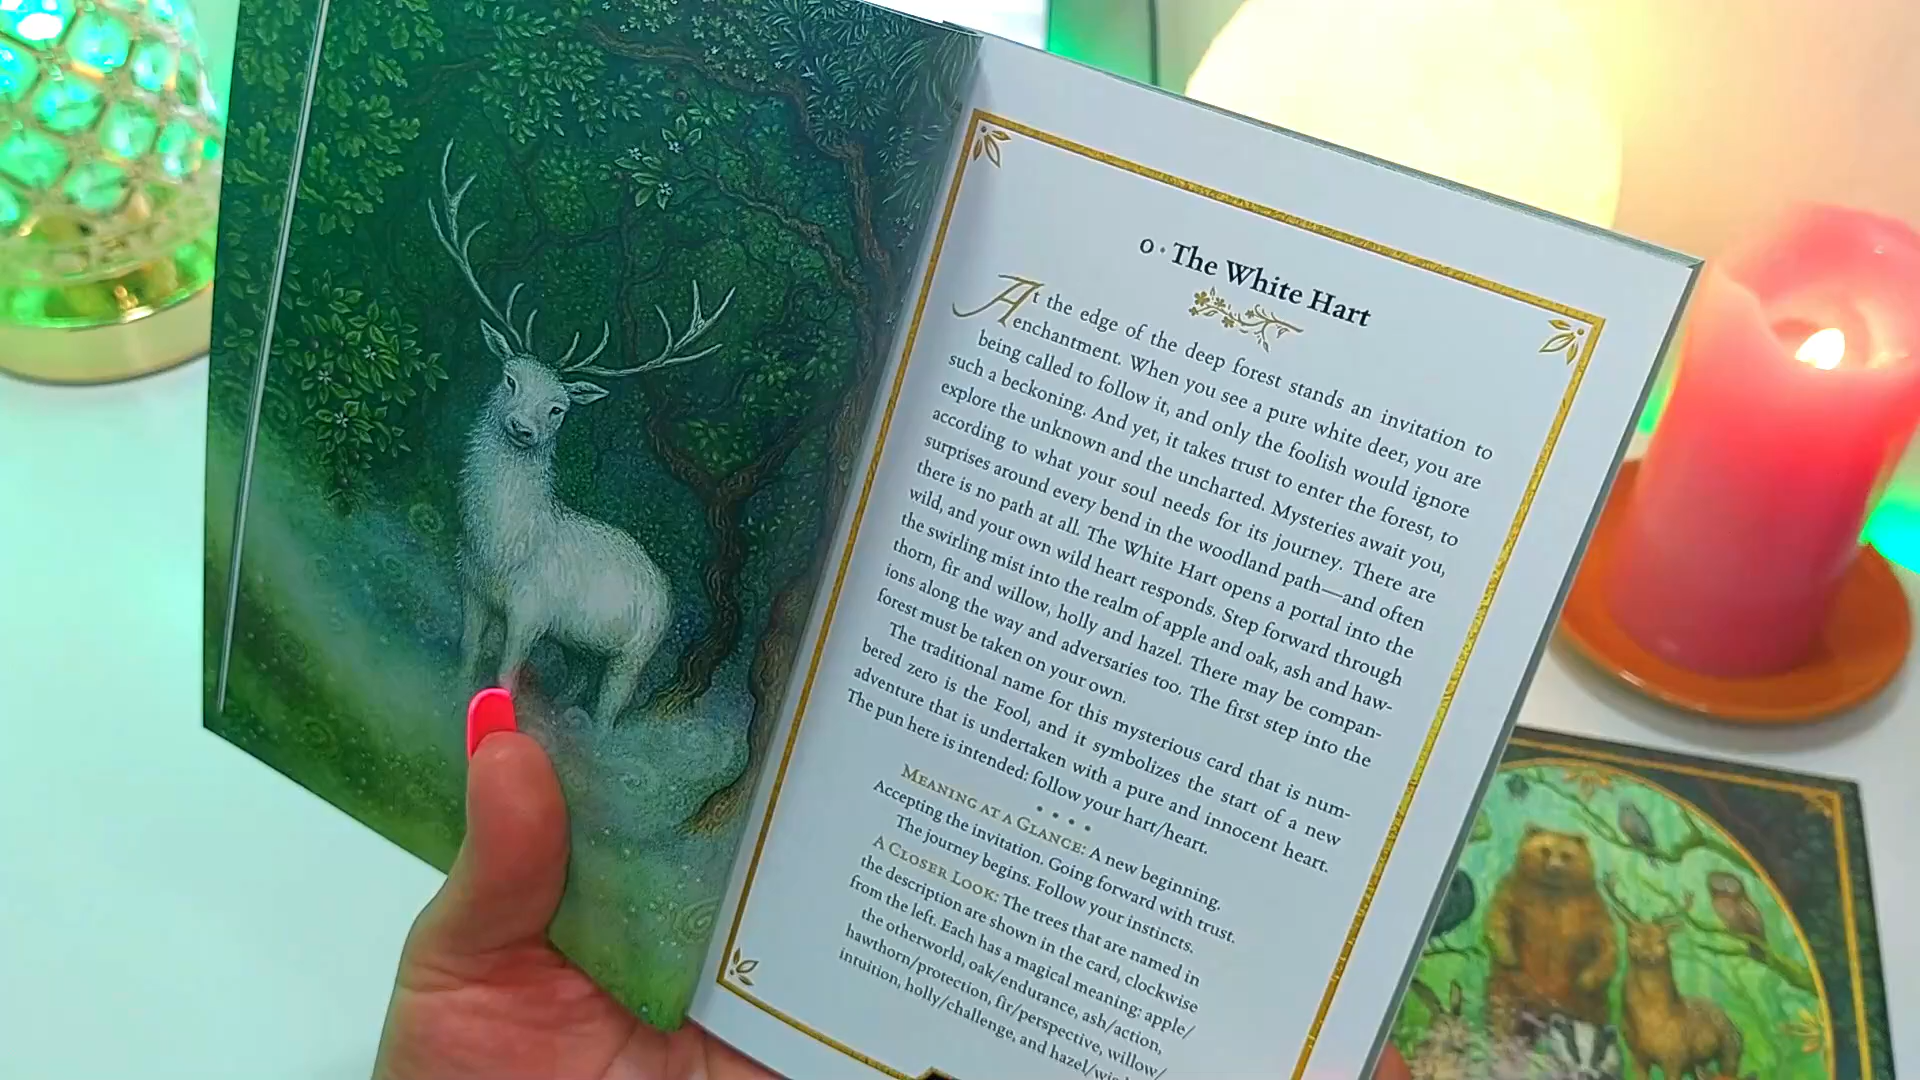 0 · The White Hart
At the edge of the deep forest stands an invitation to
enchantment. When you see a pure white deer, you are
being called to follow it, and only the foolish would ignore
such a beckoning. And yet, it takes trust to enter the forest, to
explore the unknown and the uncharted. Mysteries await you,
according to what your soul needs for its journey. There are
surprises around every bend in the woodland path—and often
there is no path at all. The White Hart opens a portal into the
wild, and your own wild heart responds. Step forward through
the swirling mist into the realm of apple and oak, ash and haw-
thorn, fir and willow, holly and hazel. There may be compan-
ions along the way and adversaries too. The first step into the
forest must be taken on your own.
The traditional name for this mysterious card that is num-
bered zero is the Fool, and it symbolizes the start of a new
adventure that is undertaken with a pure and innocent heart.
The pun here is intended: follow your hart/heart.
MEANING AT A GLANCE: A new beginning.
Accepting the invitation. Going forward with trust.
The journey begins. Follow your instincts.
A CLOSER LOOK: The trees that are named in
the description are shown in the card, clockwise
from the left. Each has a magical meaning: apple/
the otherworld, oak/endurance, ash/action,
hawthorn/protection, fir/perspective, willow/
intuition, holly/challenge, and hazel/